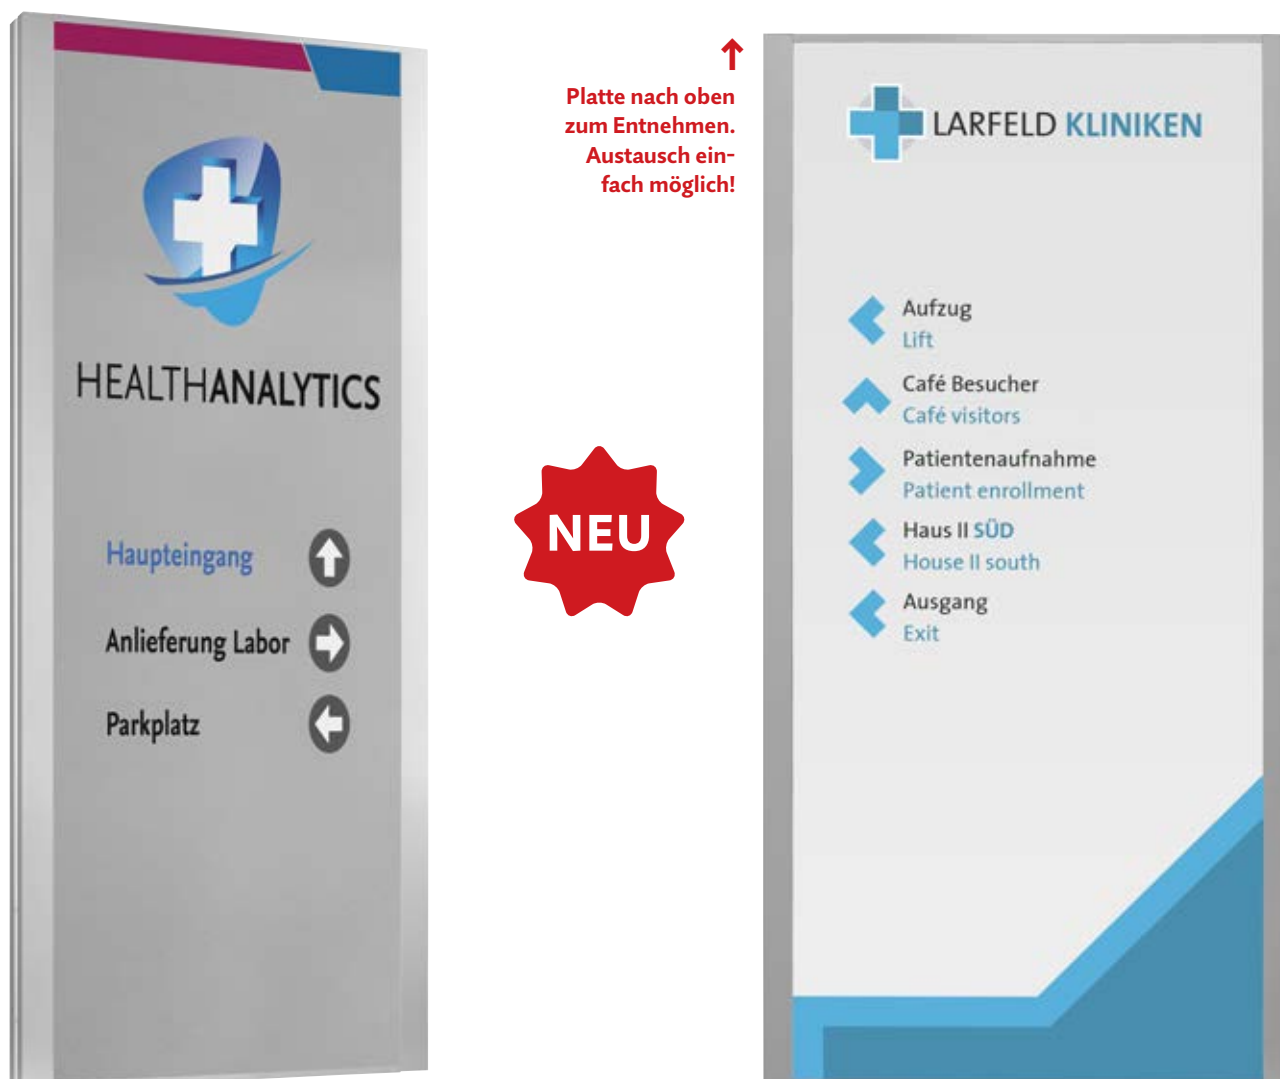 HEALTHANALYTICS
Haupteingang
Anlieferung Labor
Parkplatz
Platte nach oben
zum Entnehmen.
Austausch ein-
fach möglich!
NEU
LARFELD KLINIKEN
Aufzug
Lift
Café Besucher
Café visitors
Patientenaufnahme
Patient enrollment
Haus II SÜD
House II south
Ausgang
Exit